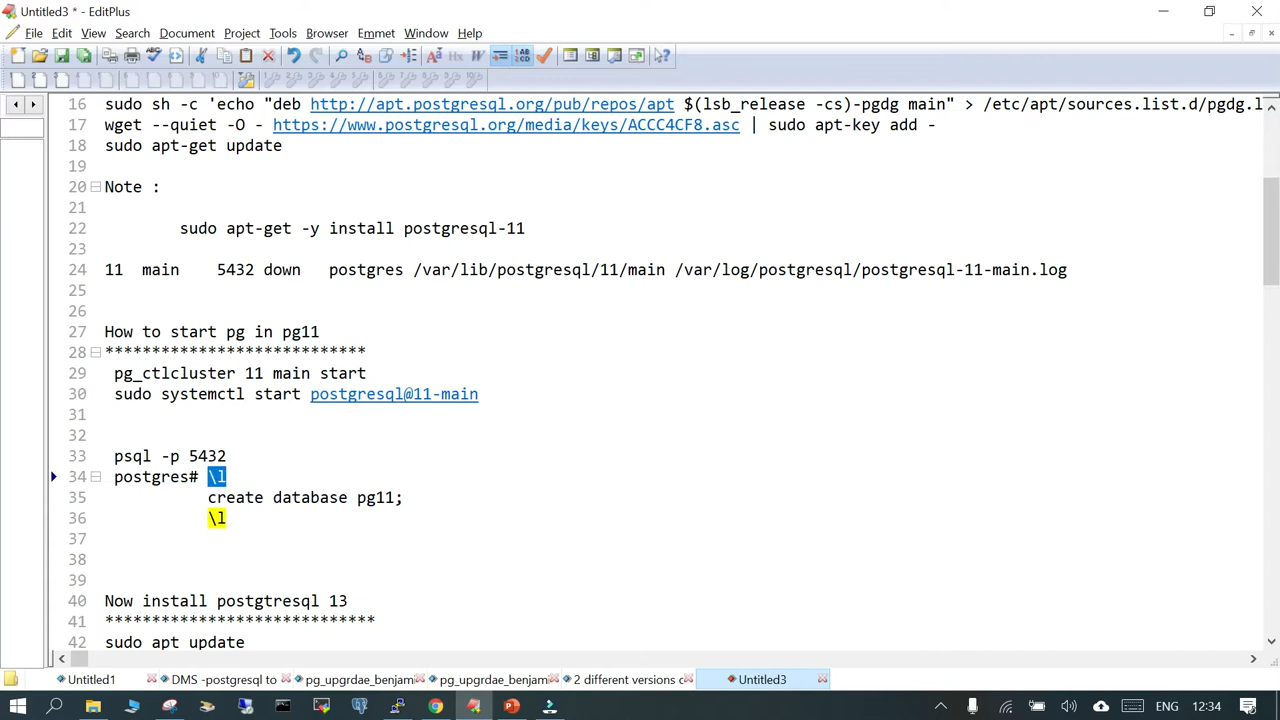 Untitled3 * - EditPlus
File Edit View Search Document Project Tools Browser Emmet Window Help
16 sudo sh -c 'echo "deb http://apt.postgresql.org/pub/repos/apt $(lsb_release -cs)-pgdg main" > /etc/apt/sources.list.d/pgdg.l
17 wget --quiet -O - https://www.postgresql.org/media/keys/ACCC4CF8.asc | sudo apt-key add -
18 sudo apt-get update
19
20 Note :
21
22 sudo apt-get -y install postgresql-11
23
24 11 main 5432 down postgres /var/lib/postgresql/11/main /var/log/postgresql/postgresql-11-main.log
25
26
27 How to start pg in pg11
28 ****************************
29 pg_ctlcluster 11 main start
30 sudo systemctl start postgresql@11-main
31
32
33 psql -p 5432
34 postgres# \l
35 create database pg11;
36 \l
37
38
39
40 Now install postgtresql 13
41 *****************************
42 sudo apt update
Untitled1 DMS -postgresql to pg_upgrdae_benjam pg_upgrdae_benjam 2 different versions c Untitled3
ENG 12:34